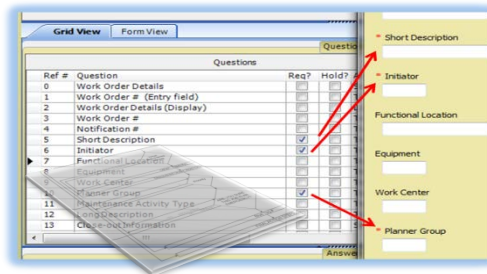 Grid View Form View
Questio
Questions
Ref # Question Req? Hold? A
0 Work Order Details
1 Work Order # (Entry field)
2 Work Order Details (Display)
3 Work Order #
4 Notification #
5 Short Description
6 Initiator
7 Functional Location
8 Equipment
9 Work Center
10 Planner Group
11 Maintenance Activity Type
12 Long Description
13 Close-out Information
Answe
* Short Description
* Initiator
Functional Location
Equipment
Work Center
* Planner Group